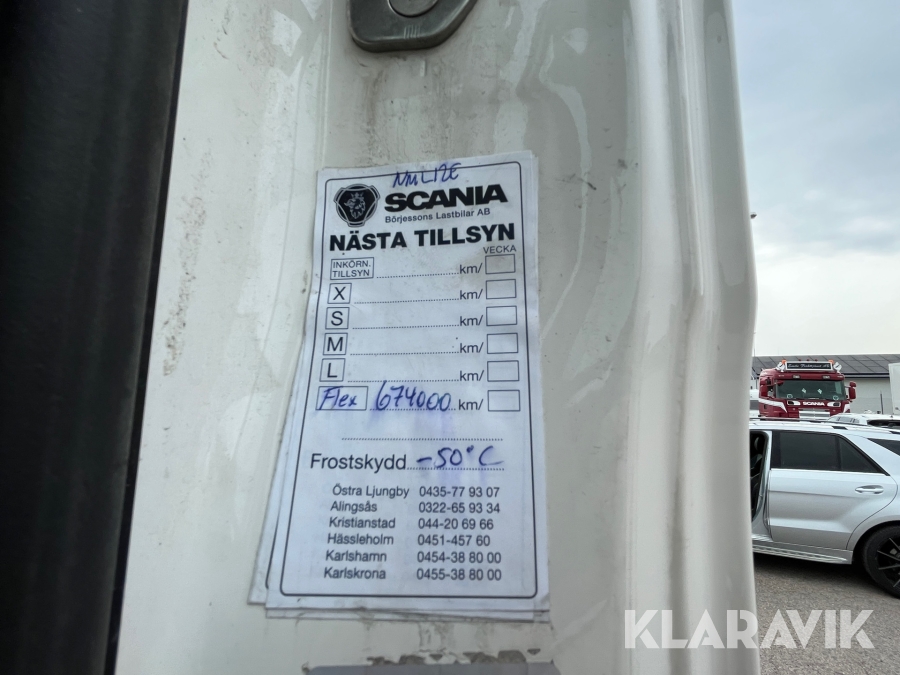 SCANIA
Börjessons Lastbilar AB
NÄSTA TILLSYN
VECKA
INKÖRN. TILLSYN km/
X km/
S km/
M km/
L km/
Flex 674000 km/
Frostskydd -50°C
Östra Ljungby 0435-77 93 07
Alingsås 0322-65 93 34
Kristianstad 044-20 69 66
Hässleholm 0451-457 60
Karlshamn 0454-38 80 00
Karlskrona 0455-38 80 00
SCANIA
KLARAVIK